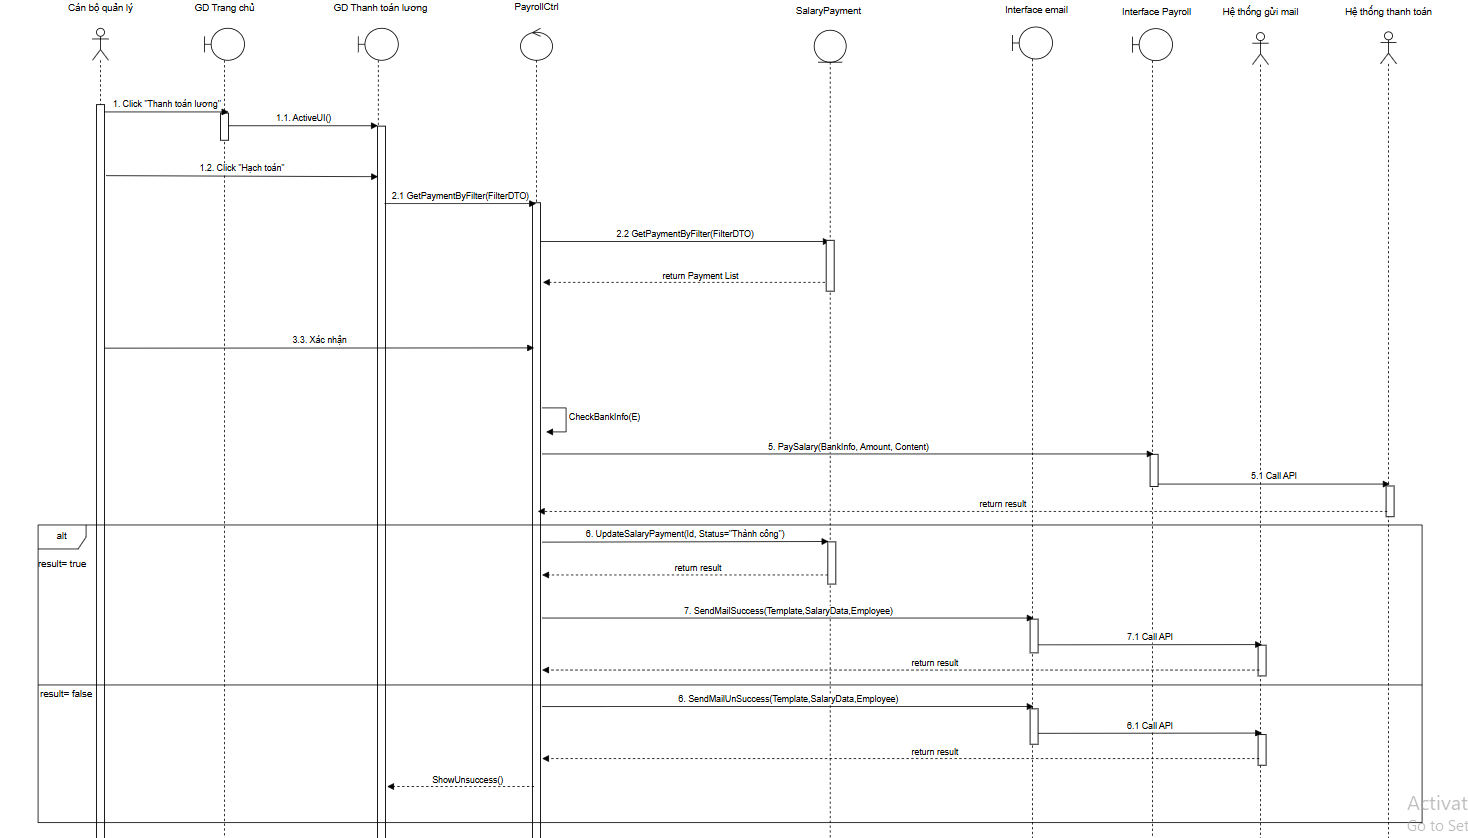 Cán bộ quản lý
GD Trang chủ
GD Thanh toán lương
PayrollCtrl
SalaryPayment
Interface email
Interface Payroll
Hệ thống gửi mail
Hệ thống thanh toán
1. Click "Thanh toán lương"
1.1. ActiveUI()
1.2. Click "Hạch toán"
2.1 GetPaymentByFilter(FilterDTO)
2.2 GetPaymentByFilter(FilterDTO)
return Payment List
3.3. Xác nhận
CheckBankInfo(E)
5. PaySalary(BankInfo, Amount, Content)
5.1 Call API
return result
alt
6. UpdateSalaryPayment(Id, Status="Thành công")
result= true
return result
7. SendMailSuccess(Template,SalaryData,Employee)
7.1 Call API
return result
result= false
6. SendMailUnSuccess(Template,SalaryData,Employee)
6.1 Call API
return result
ShowUnsuccess()
Activat
Go to Set